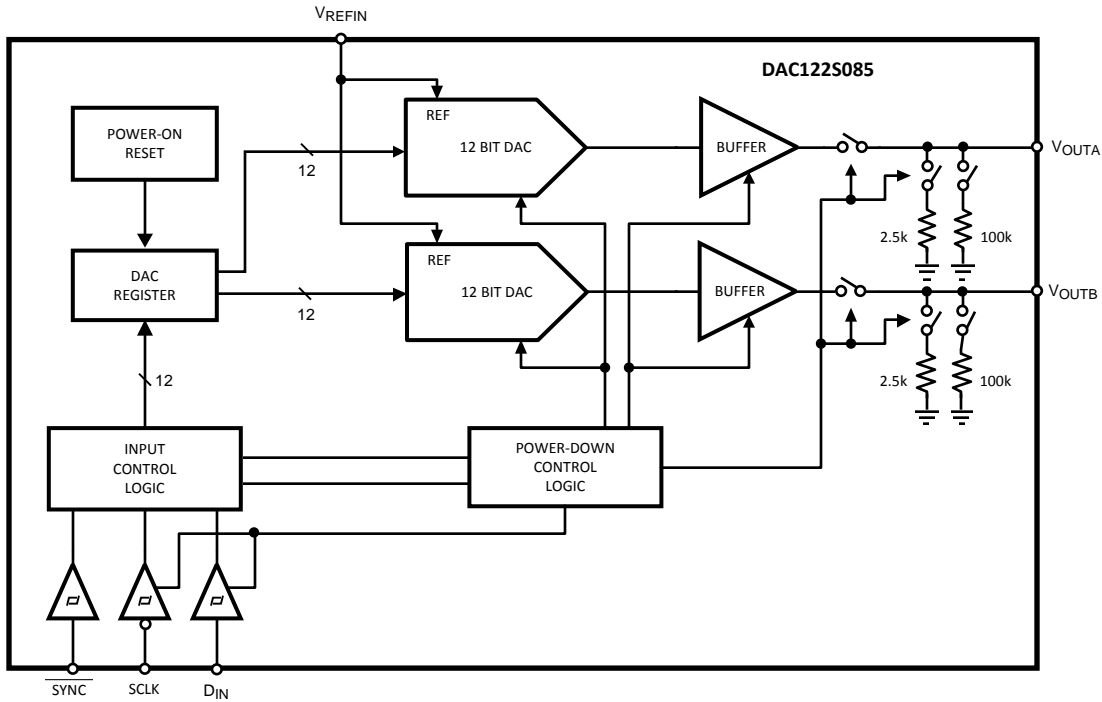 VREFIN
DAC122S085
POWER-ON
RESET
REF
12 BIT DAC
BUFFER
VOUTA
12
2.5k
100k
DAC
REGISTER
REF
12 BIT DAC
BUFFER
VOUTB
12
12
2.5k
100k
INPUT
CONTROL
LOGIC
POWER-DOWN
CONTROL
LOGIC
SYNC
SCLK
DIN